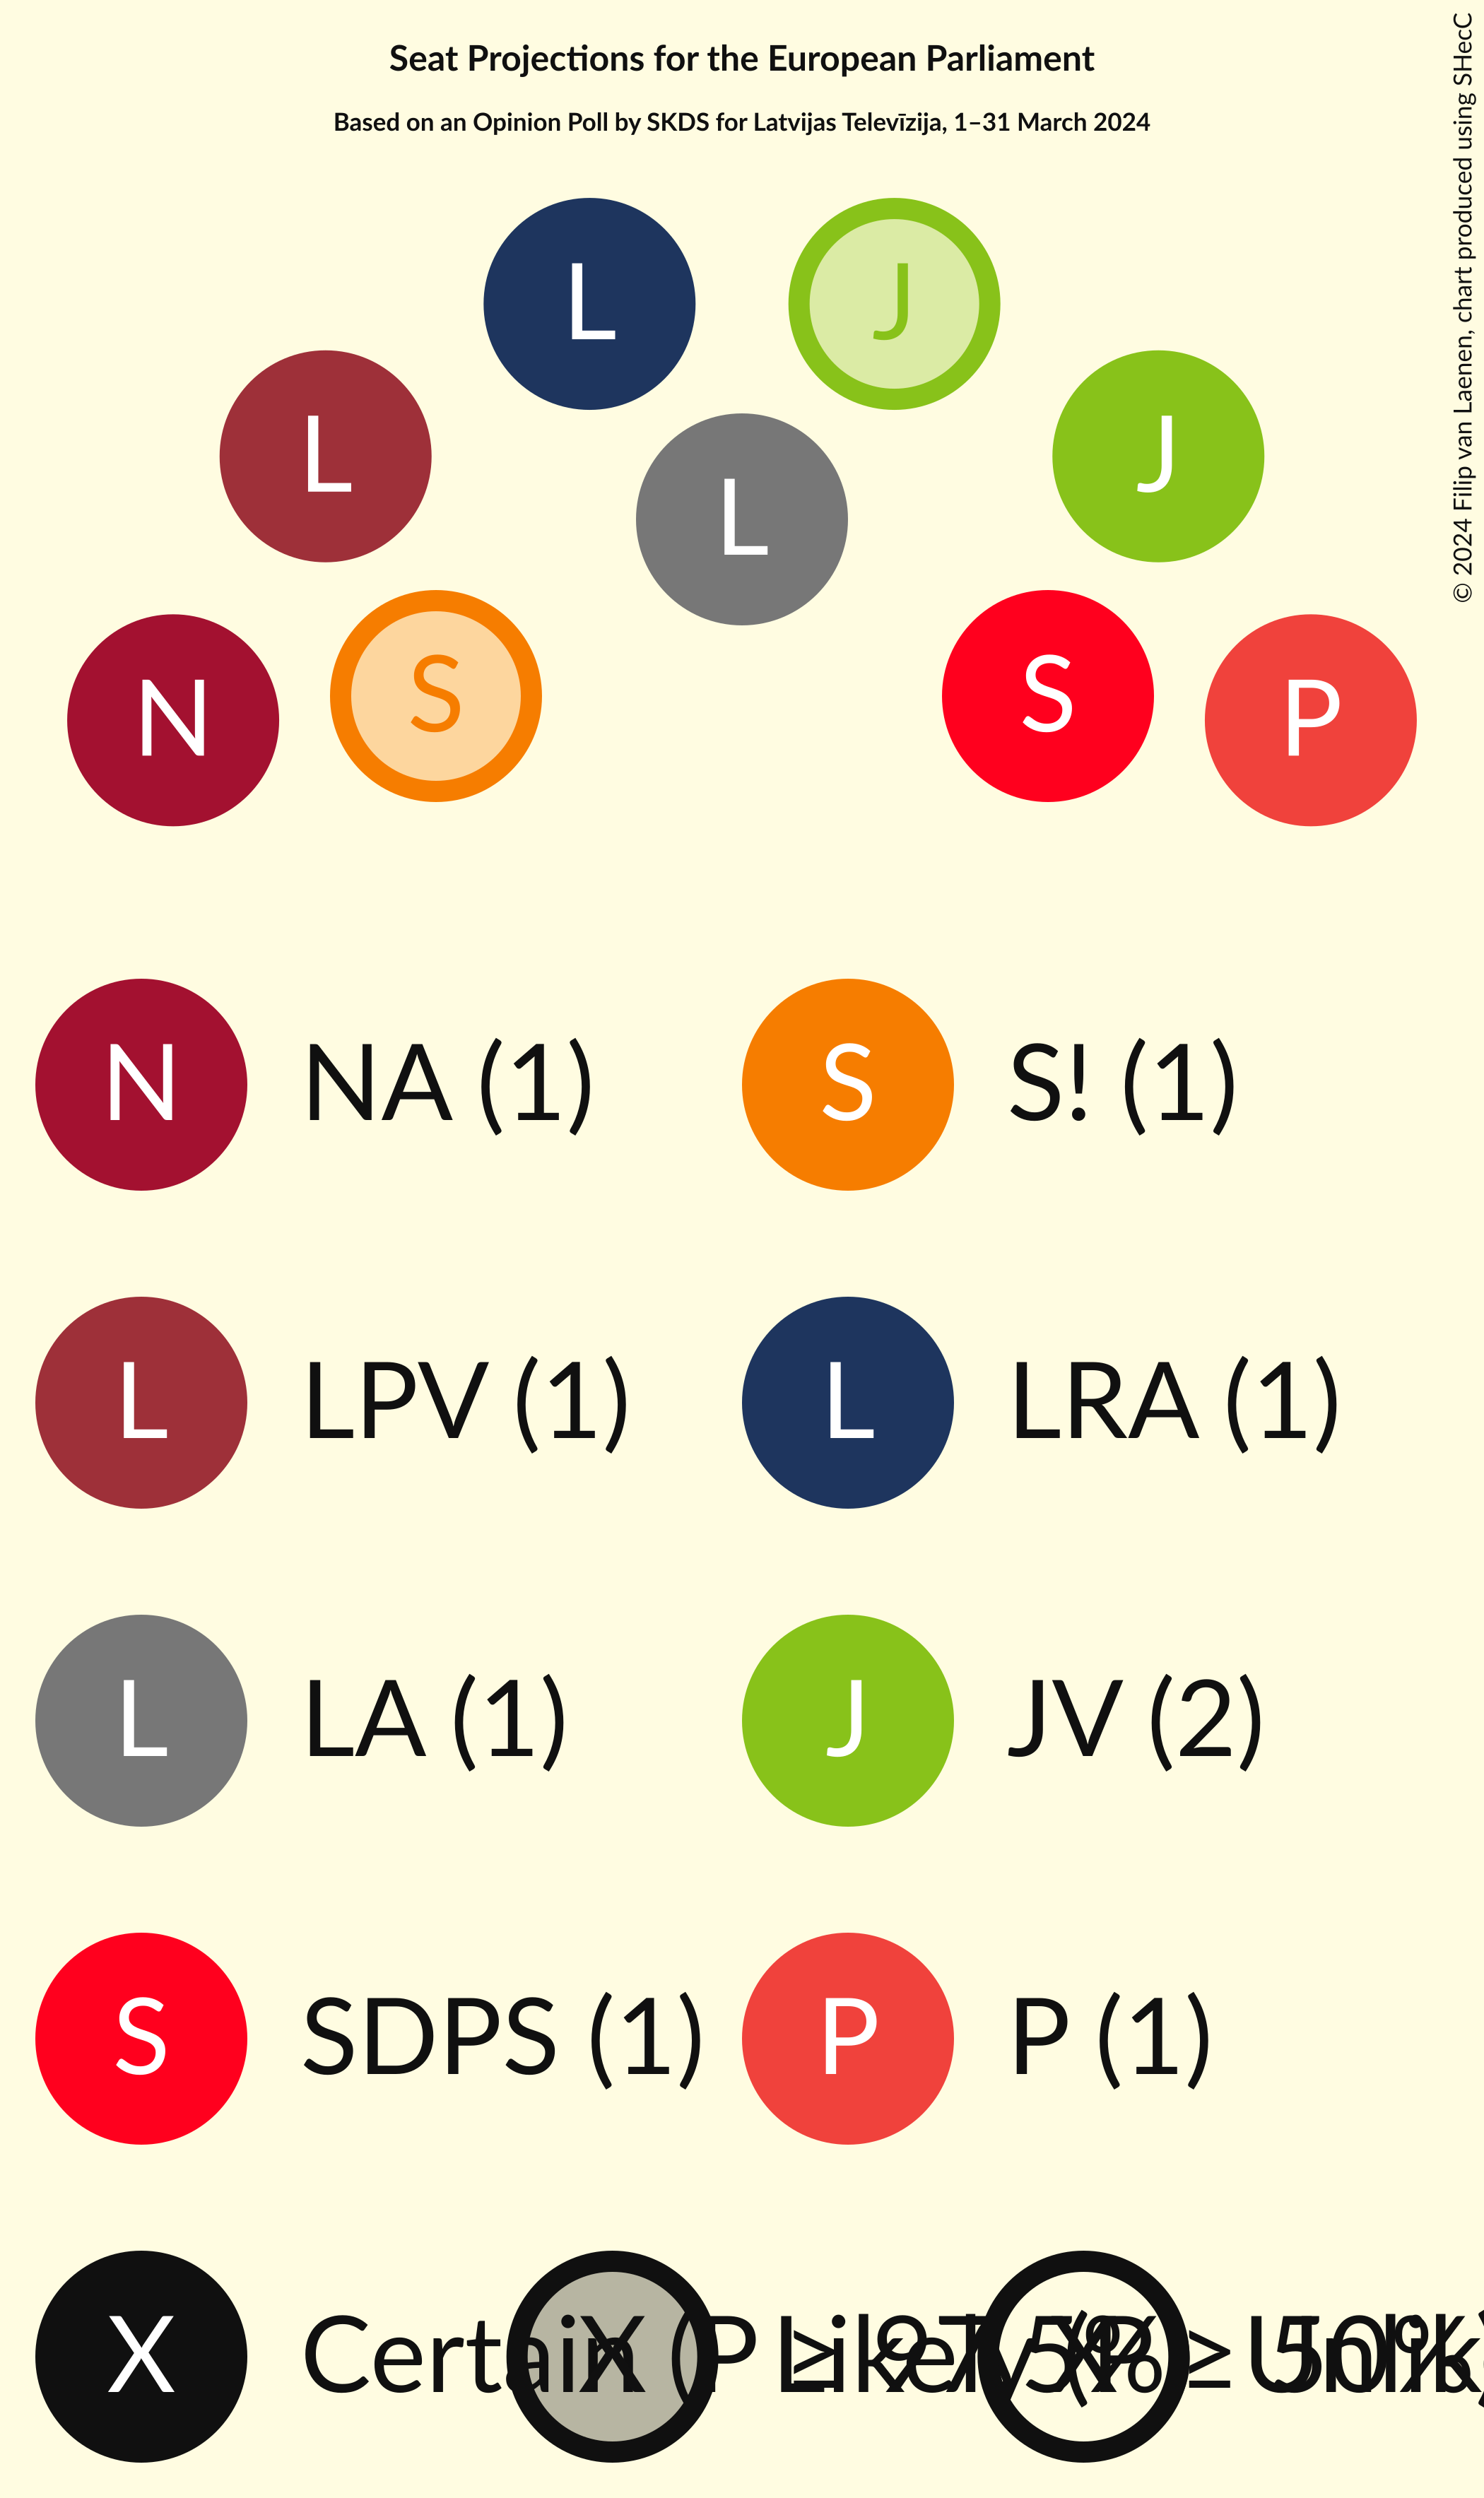 Seat Projections for the European Parliament
Based on an Opinion Poll by SKDS for Latvijas Televīzija, 1–31 March 2024
© 2024 Filip van Laenen, chart produced using SHecC
L
J
L
J
L
N
S
S
P
N NA (1)
S S! (1)
L LPV (1)
L LRA (1)
L LA (1)
J JV (2)
S SDPS (1)
P P (1)
X Certain X Likely X